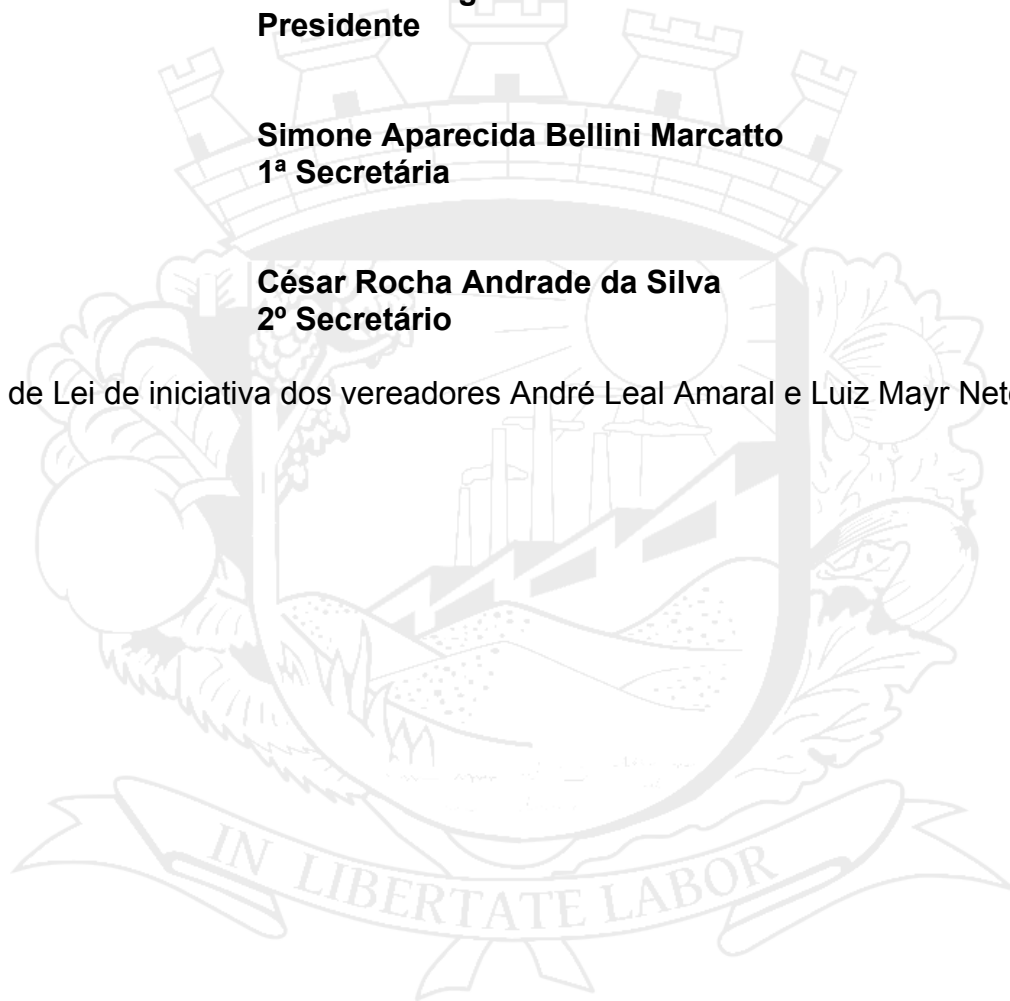 Presidente
Simone Aparecida Bellini Marcatto
1ª Secretária
César Rocha Andrade da Silva
2º Secretário
de Lei de iniciativa dos vereadores André Leal Amaral e Luiz Mayr
IN LIBERTATE LABOR